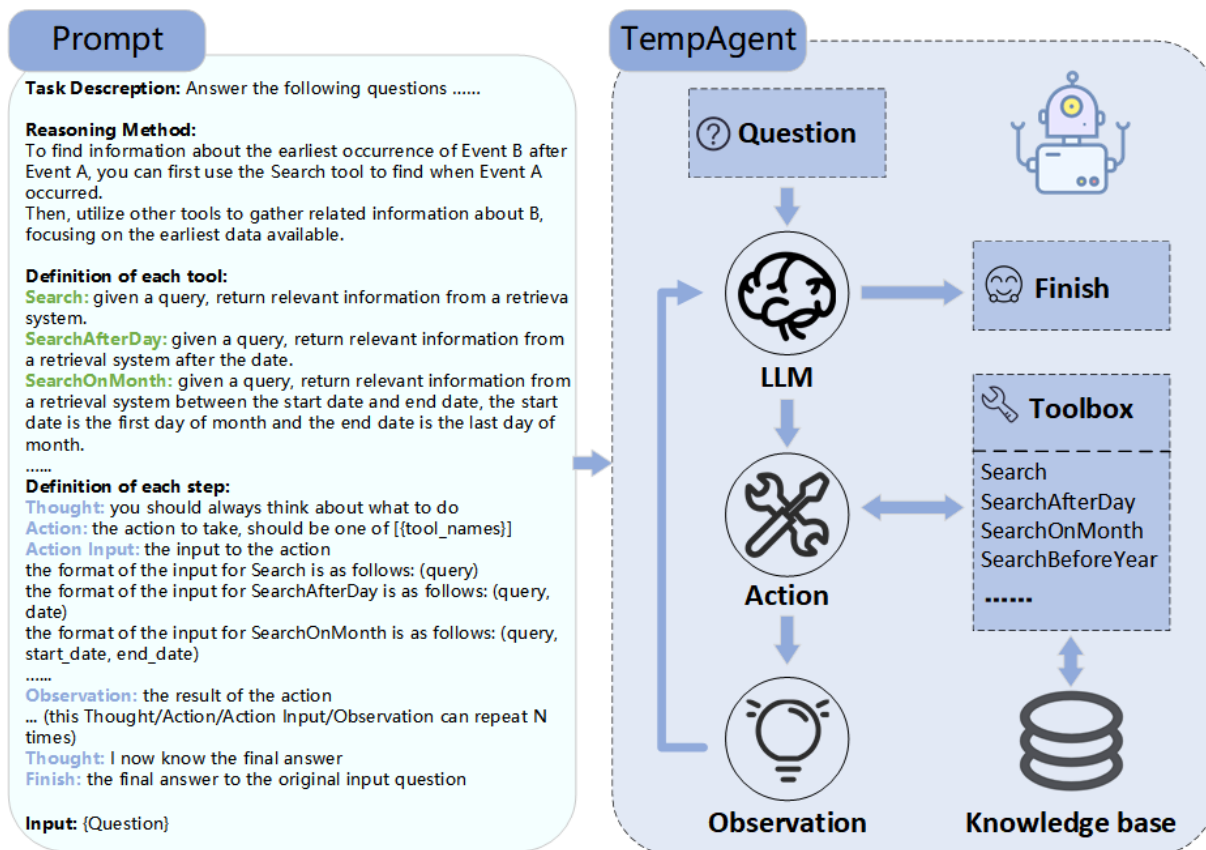 Prompt
Task Descreption: Answer the following questions ......
Reasoning Method:
To find information about the earliest occurrence of Event B after
Event A, you can first use the Search tool to find when Event A
occurred.
Then, utilize other tools to gather related information about B,
focusing on the earliest data available.
Definition of each tool:
Search: given a query, return relevant information from a retrieva
system.
SearchAfterDay: given a query, return relevant information from
a retrieval system after the date.
SearchOnMonth: given a query, return relevant information from
a retrieval system between the start date and end date, the start
date is the first day of month and the end date is the last day of
month.
......
Definition of each step:
Thought: you should always think about what to do
Action: the action to take, should be one of [{tool_names}]
Action Input: the input to the action
the format of the input for Search is as follows: (query)
the format of the input for SearchAfterDay is as follows: (query,
date)
the format of the input for SearchOnMonth is as follows: (query,
start_date, end_date)
......
Observation: the result of the action
... (this Thought/Action/Action Input/Observation can repeat N
times)
Thought: I now know the final answer
Finish: the final answer to the original input question
Input: {Question}
TempAgent
? Question
LLM
Finish
Action
Toolbox
Search
SearchAfterDay
SearchOnMonth
SearchBeforeYear
......
Observation
Knowledge base